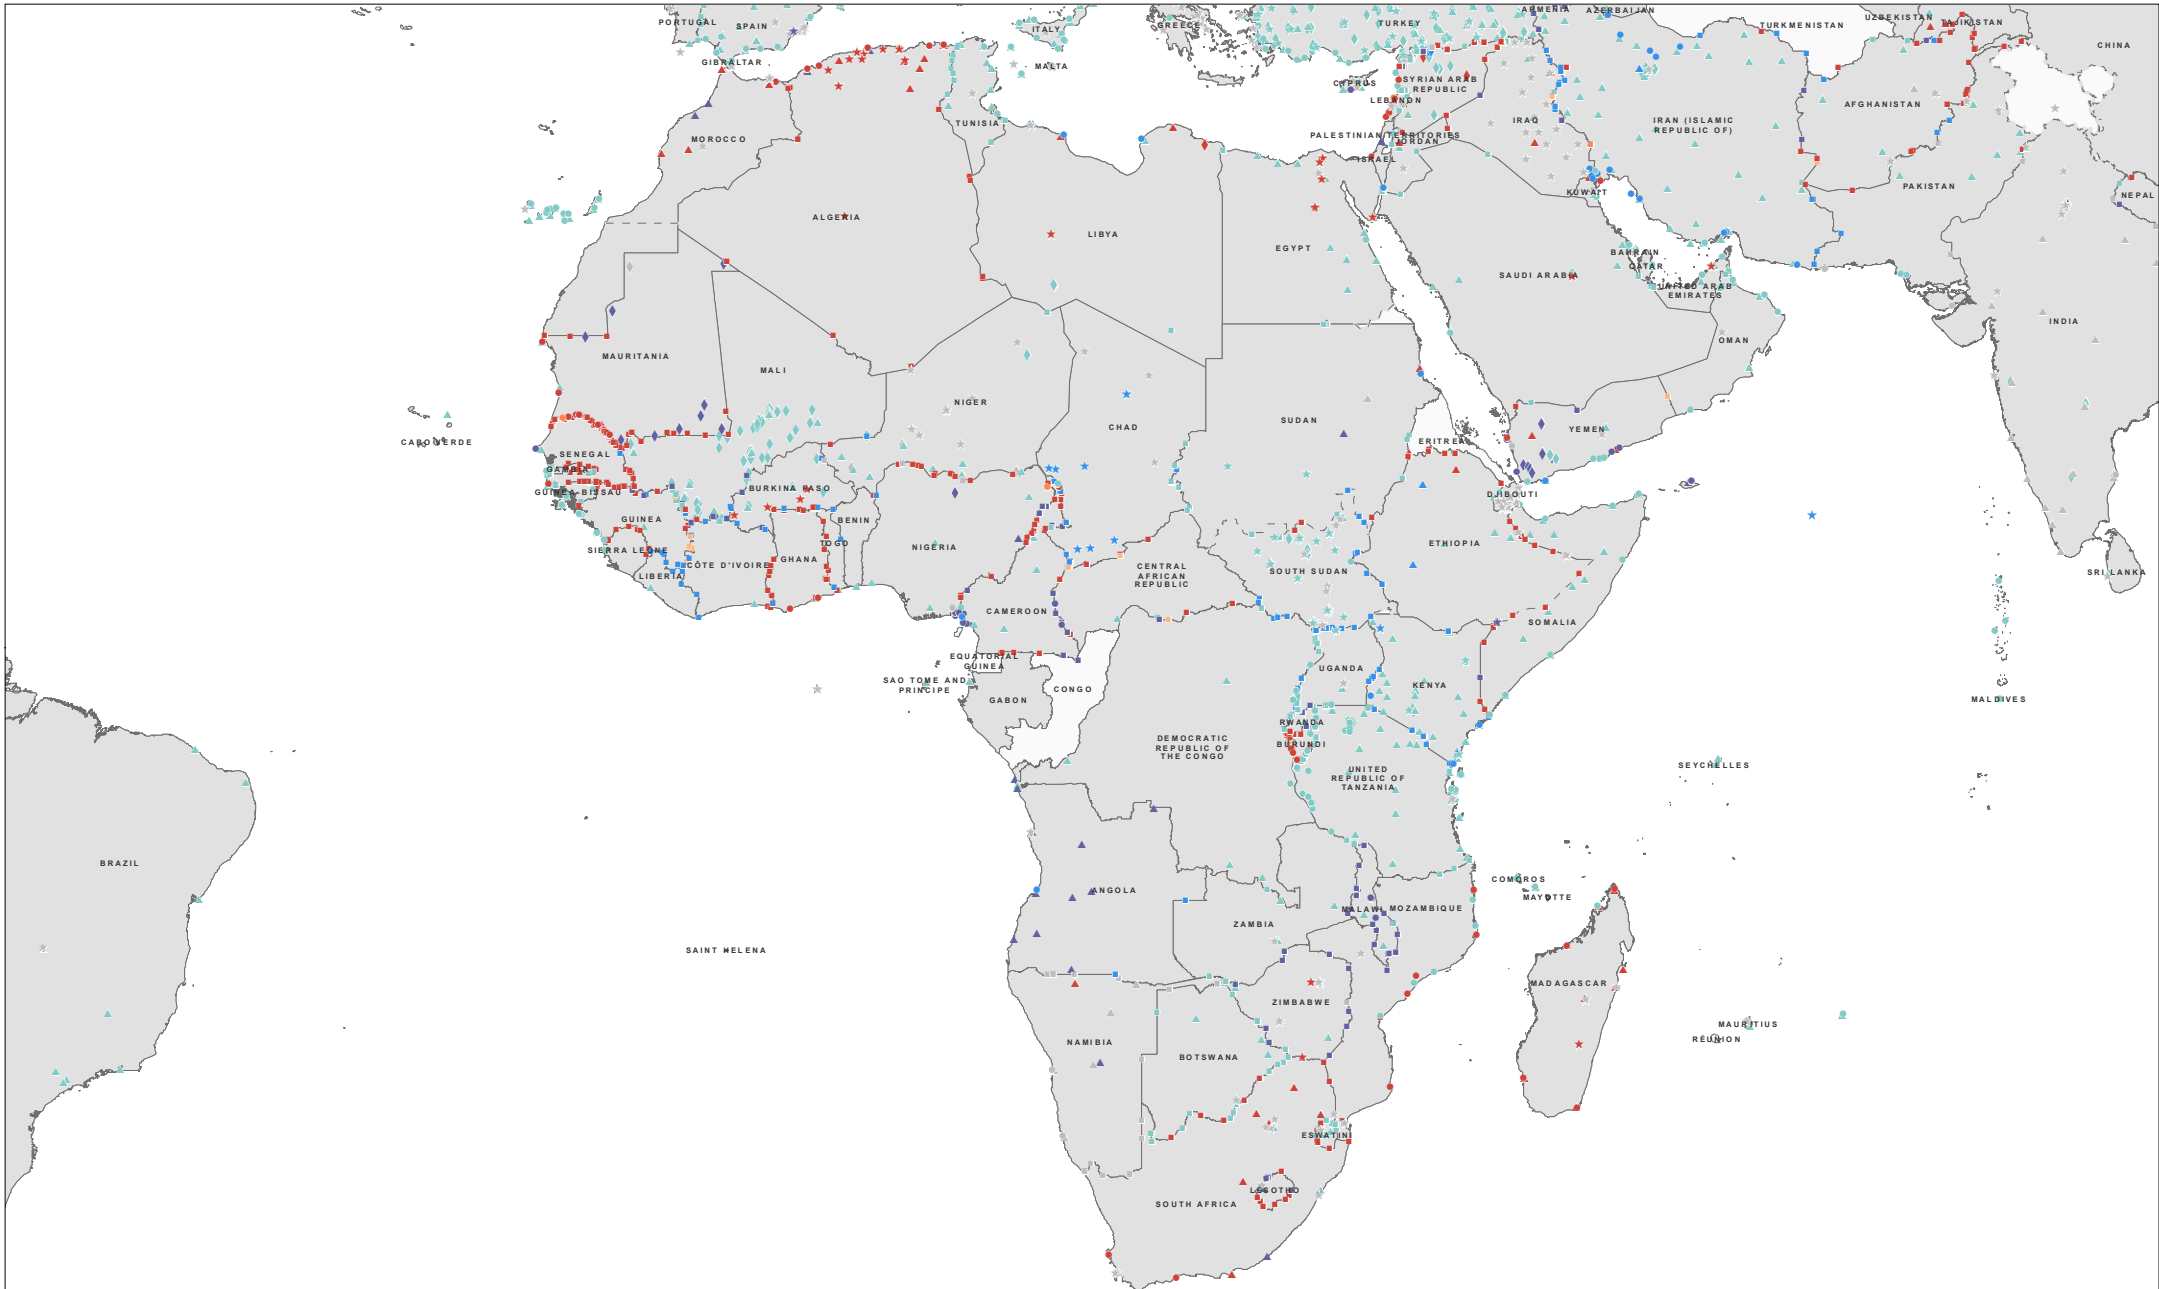 PORTUGAL
SPAIN
ITALY
GREECE
TURKEY
ARMENIA
AZERBAIJAN
TURKMENISTAN
UZBEKISTAN
TAJIKISTAN
CHINA
GIBRALTAR
MALTA
CYPRUS
SYRIAN ARAB
REPUBLIC
LEBANON
AFGHANISTAN
MOROCCO
TUNISIA
PALESTINIAN TERRITORIES
JORDAN
ISRAEL
IRAQ
IRAN (ISLAMIC
REPUBLIC OF)
KUWAIT
PAKISTAN
NEPAL
ALGERIA
LIBYA
EGYPT
SAUDI ARABIA
BAHRAIN
QATAR
UNITED ARAB
EMIRATES
INDIA
OMAN
MAURITANIA
MALI
NIGER
CHAD
SUDAN
ERITREA
YEMEN
CABO VERDE
SENEGAL
GAMBIA
GUINEA-BISSAU
BURKINA FASO
DJIBOUTI
GUINEA
BENIN
NIGERIA
TOGO
GHANA
SIERRA LEONE
CÔTE D'IVOIRE
LIBERIA
ETHIOPIA
SOUTH SUDAN
CENTRAL
AFRICAN
REPUBLIC
SRI LANKA
CAMEROON
SOMALIA
EQUATORIAL
GUINEA
SAO TOME AND
PRINCIPE
GABON
CONGO
UGANDA
KENYA
MALDIVES
RWANDA
BURUNDI
DEMOCRATIC
REPUBLIC OF
THE CONGO
UNITED
REPUBLIC OF
TANZANIA
SEYCHELLES
BRAZIL
ANGOLA
COMOROS
MAYOTTE
MALAWI
MOZAMBIQUE
ZAMBIA
SAINT HELENA
MADAGASCAR
ZIMBABWE
MAURITIUS
RÉUNION
NAMIBIA
BOTSWANA
ESWATINI
LESOTHO
SOUTH AFRICA